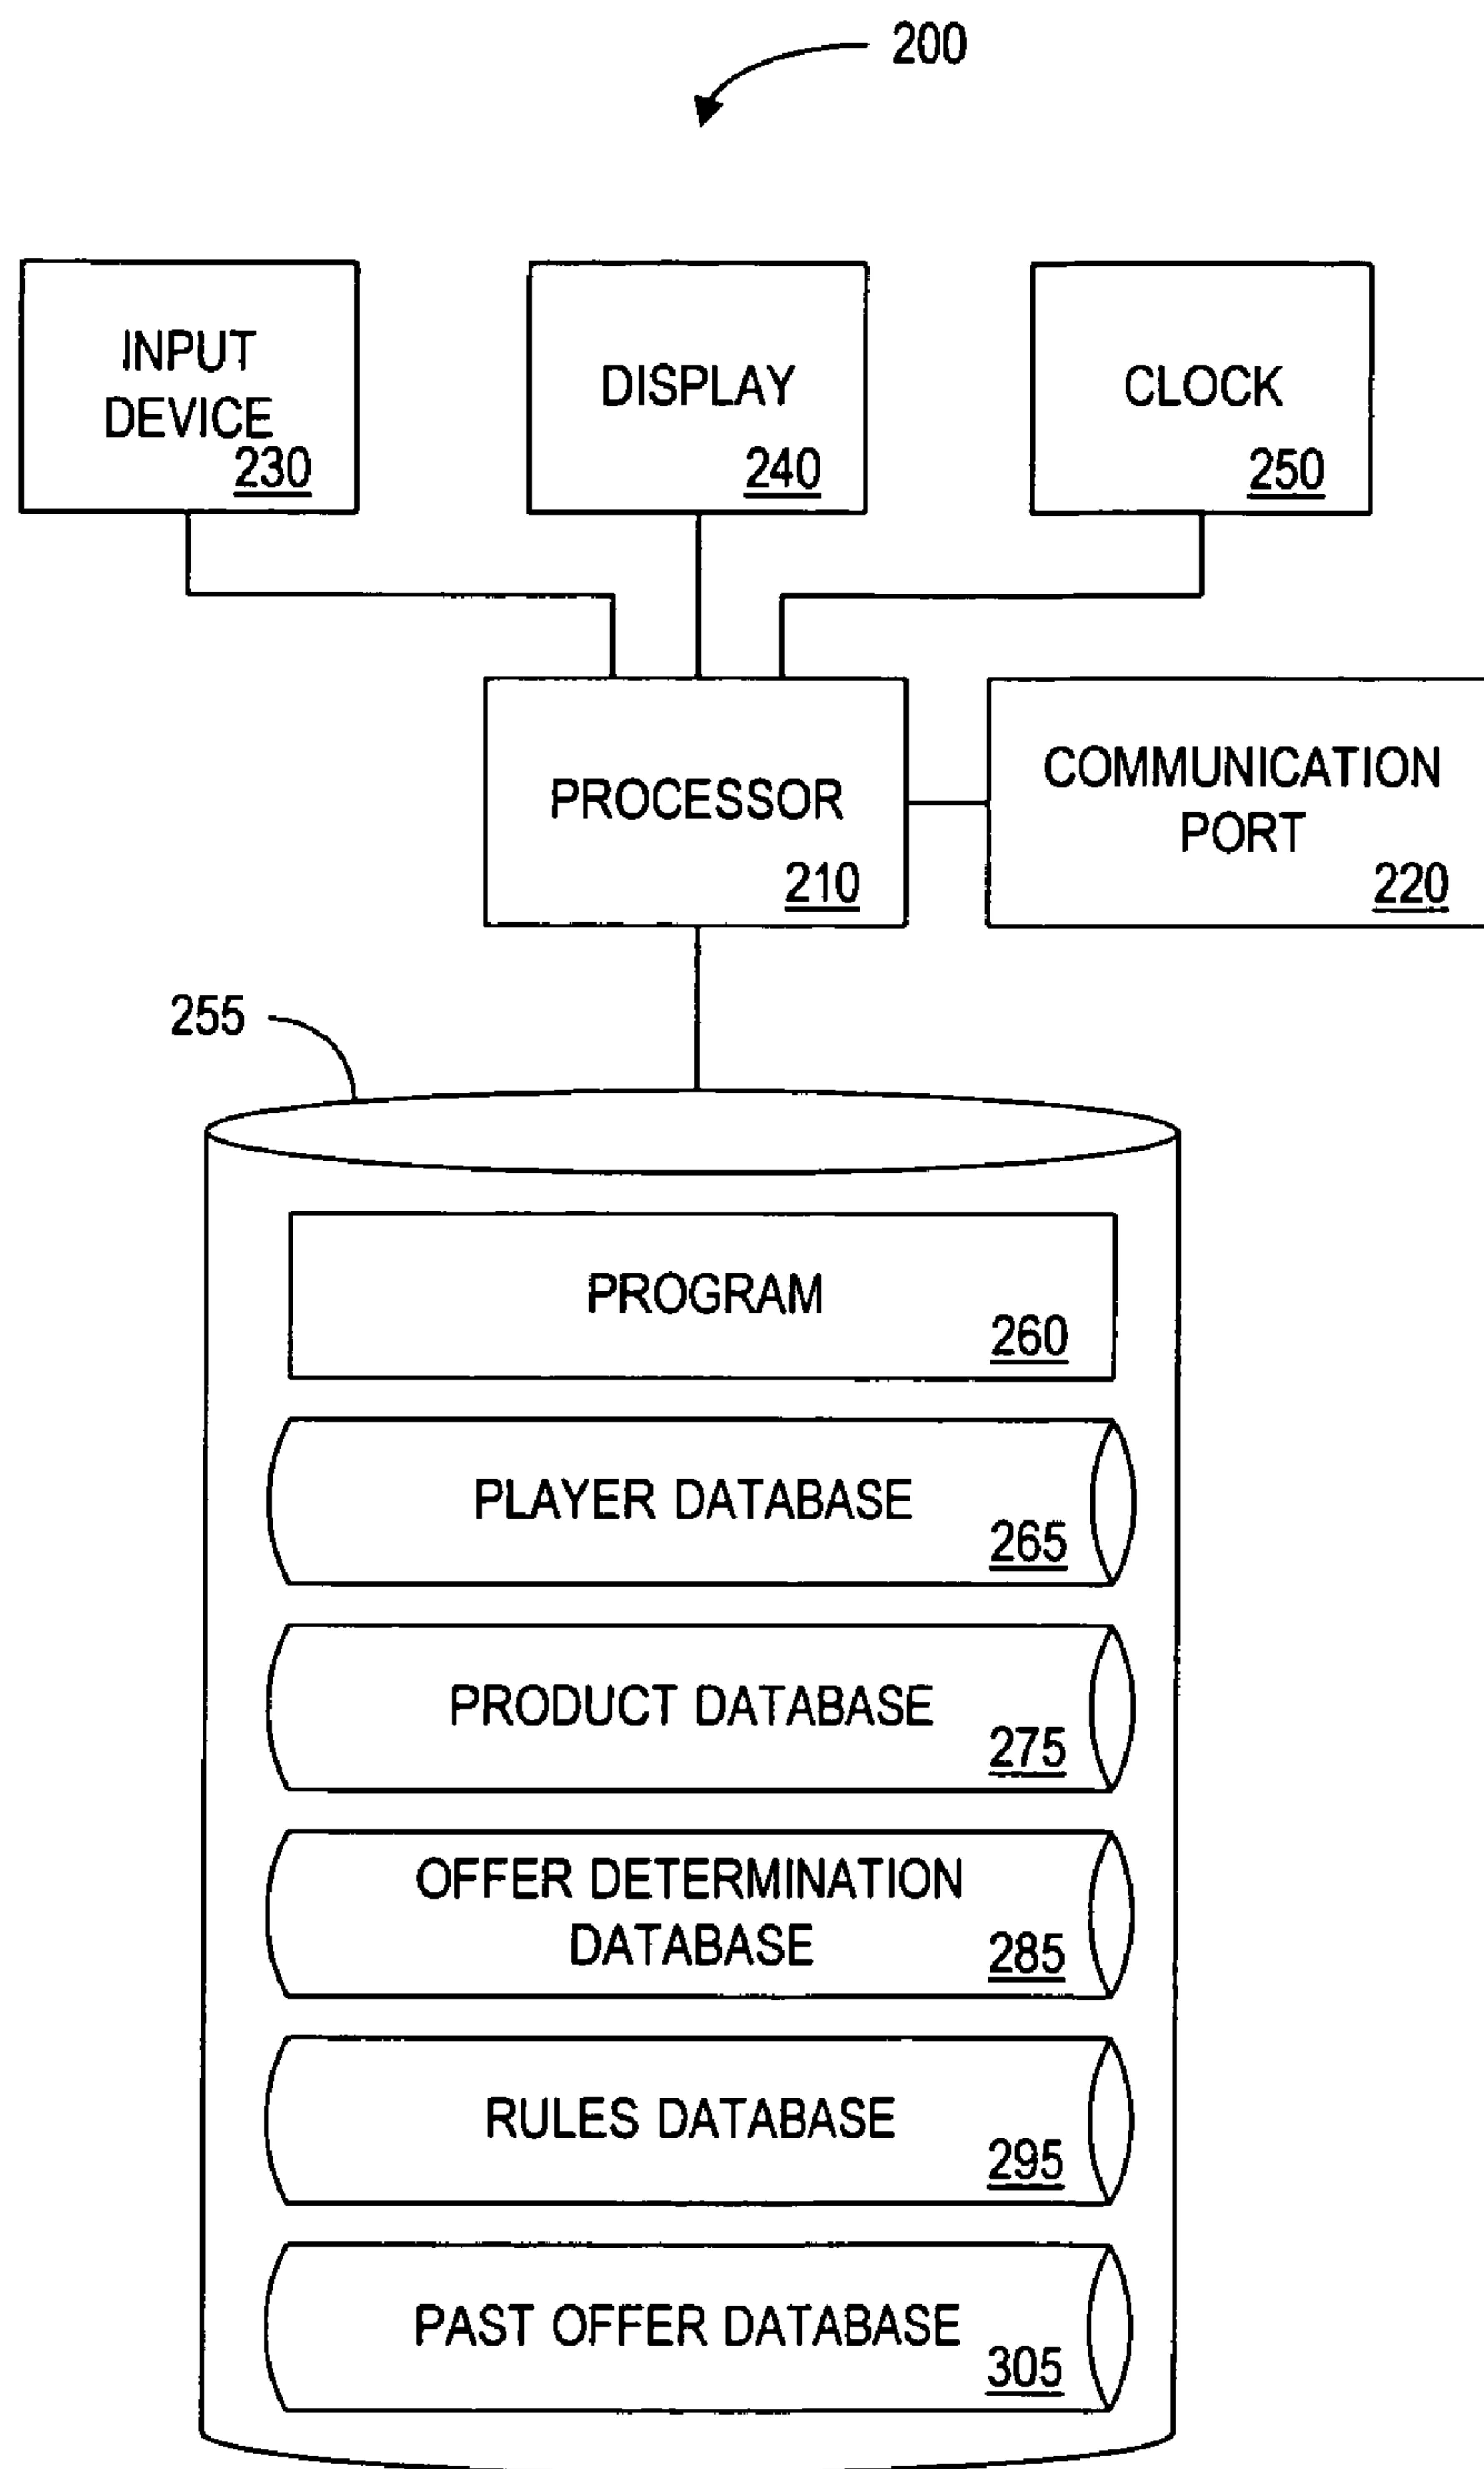 200
INPUT
DEVICE
230
DISPLAY
240
CLOCK
250
PROCESSOR
210
COMMUNICATION
PORT
220
255
PROGRAM
260
PLAYER DATABASE
265
PRODUCT DATABASE
275
OFFER DETERMINATION
DATABASE
285
RULES DATABASE
295
PAST OFFER DATABASE
305